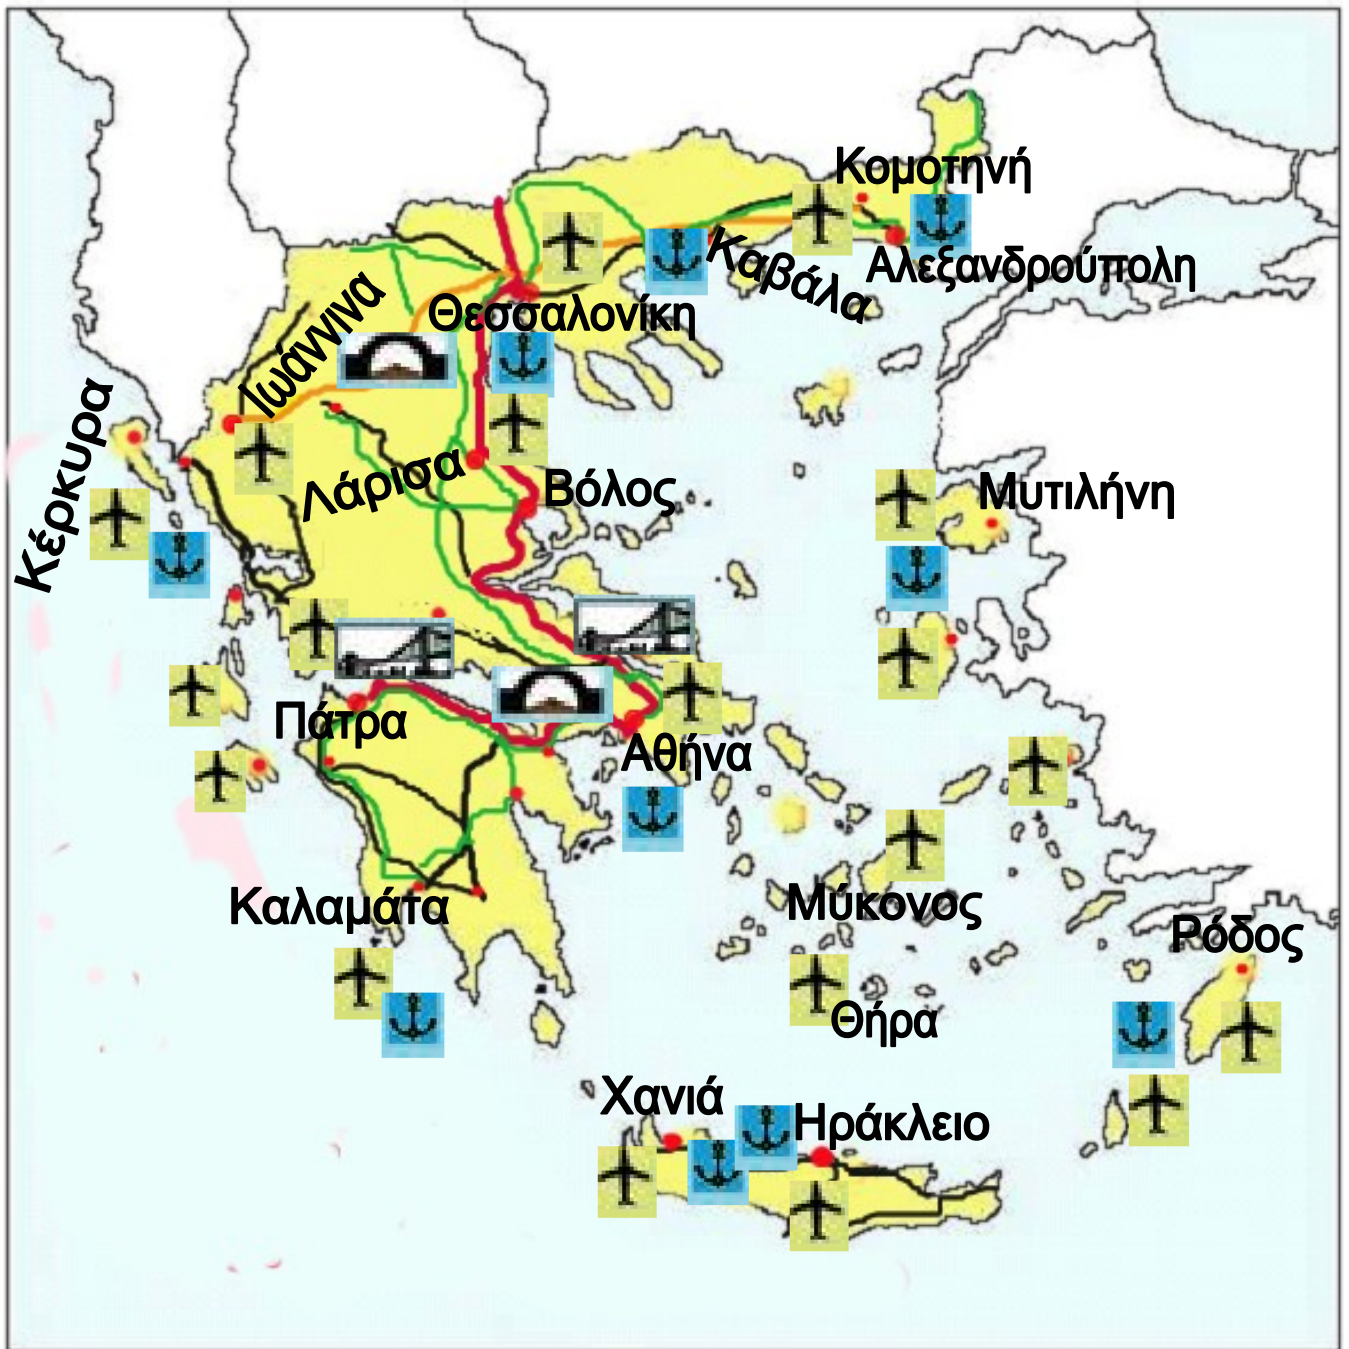 Κομοτηνή
Καβάλα
Αλεξανδρούπολη
Ιωάννινα
Θεσσαλονίκη
Κέρκυρα
Λάρισα
Βόλος
Μυτιλήνη
Πάτρα
Αθήνα
Καλαμάτα
Μύκονος
Ρόδος
Θήρα
Χανιά
Ηράκλειο